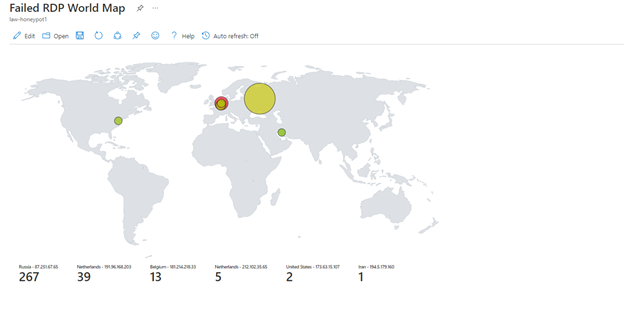 Failed RDP World Map
law-honeypot1
Edit Open Help Auto refresh: Off
Russia - 87.251.67.65 Netherlands - 191.96.168.203 Belgium - 181.214.218.33 Netherlands - 212.102.35.65 United States - 173.63.15.107 Iran - 194.5.179.160
267 39 13 5 2 1